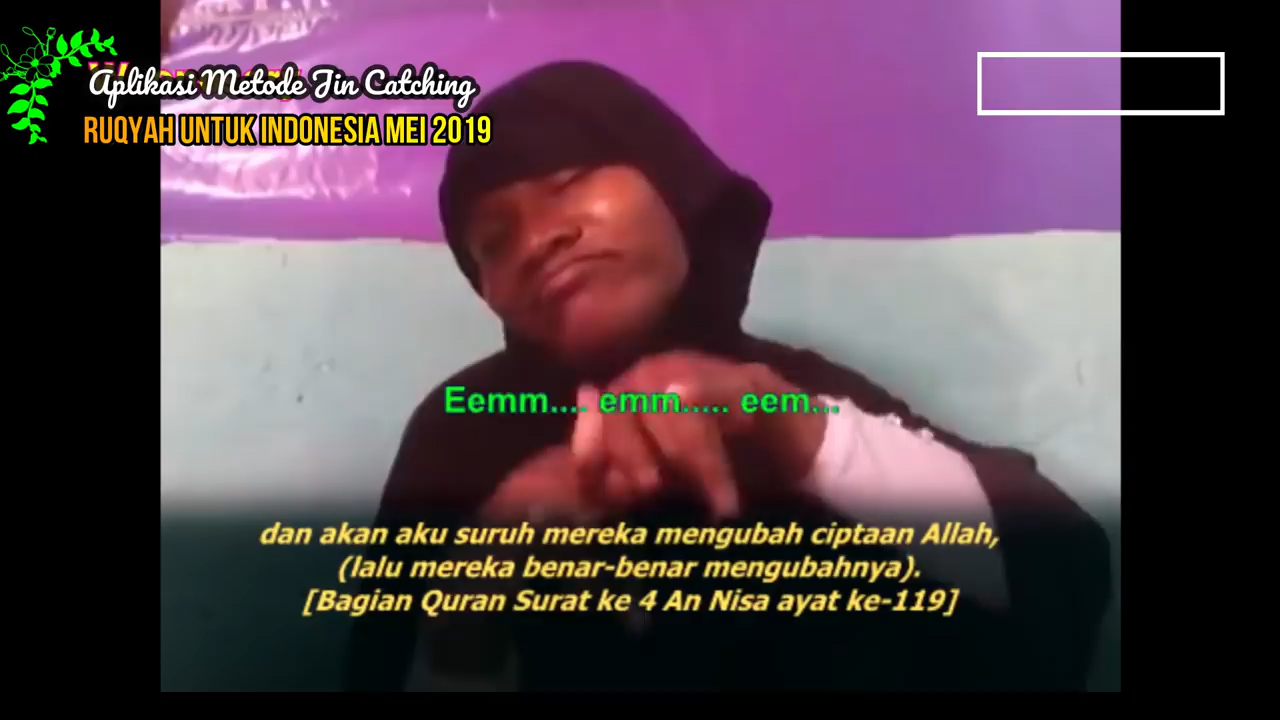 Aplikasi Metode Jin Catching
RUQYAH UNTUK INDONESIA MEI 2019
Eemm.... emm..... eem...
dan akan aku suruh mereka mengubah ciptaan Allah,
(lalu mereka benar-benar mengubahnya).
[Bagian Quran Surat ke 4 An Nisa ayat ke-119]